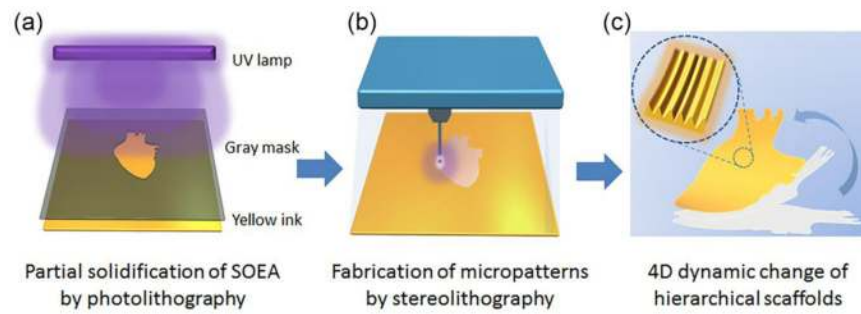 (a)
UV lamp
Gray mask
Yellow ink
Partial solidification of SOEA
by photolithography
(b)
Fabrication of micropatterns
by stereolithography
(c)
4D dynamic change of
hierarchical scaffolds